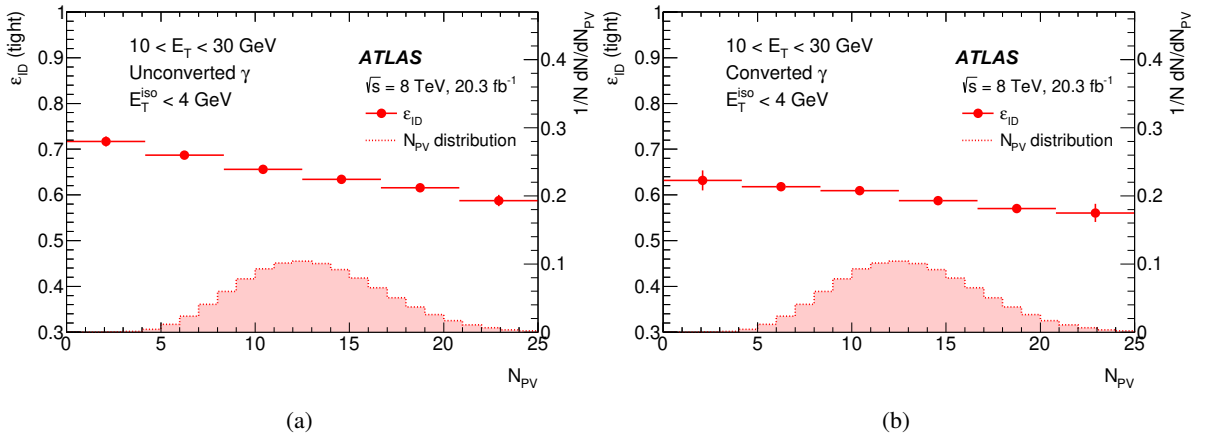 ε_ID (tight)
1
0.9
0.8
0.7
0.6
0.5
0.4
0.3
10 < E_T < 30 GeV
Unconverted γ
E_T^iso < 4 GeV
ATLAS
√s = 8 TeV, 20.3 fb⁻¹
ε_ID
N_PV distribution
1/N dN/dN_PV
0.4
0.3
0.2
0.1
0
0 5 10 15 20 25
N_PV
(a)
ε_ID (tight)
1
0.9
0.8
0.7
0.6
0.5
0.4
0.3
10 < E_T < 30 GeV
Converted γ
E_T^iso < 4 GeV
ATLAS
√s = 8 TeV, 20.3 fb⁻¹
ε_ID
N_PV distribution
1/N dN/dN_PV
0.4
0.3
0.2
0.1
0
0 5 10 15 20 25
N_PV
(b)